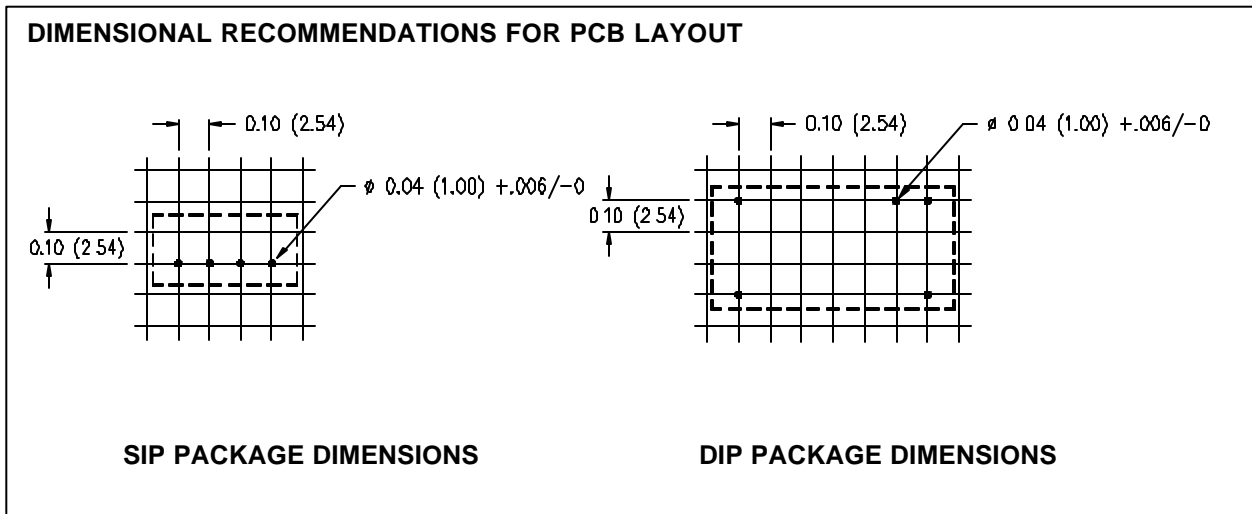 DIMENSIONAL RECOMMENDATIONS FOR PCB LAYOUT
0.10 (2.54)
ø 0.04 (1.00) +.006/-0
0.10 (2.54)
SIP PACKAGE DIMENSIONS
0.10 (2.54)
ø 0.04 (1.00) +.006/-0
0.10 (2.54)
DIP PACKAGE DIMENSIONS